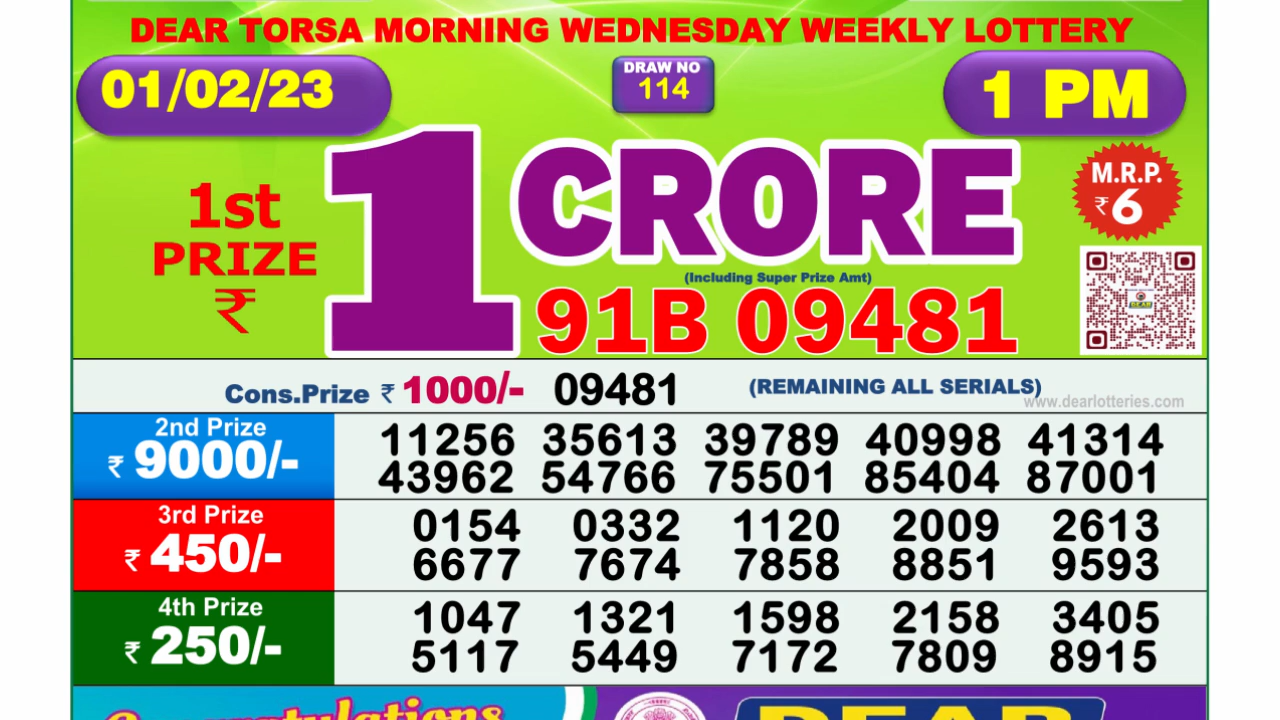 DEAR TORSA MORNING WEDNESDAY WEEKLY LOTTERY
01/02/23
DRAW NO
114
1 PM
1st
PRIZE
₹
1 CRORE
M.R.P.
₹6
(Including Super Prize Amt)
91B 09481
DEAR
Cons.Prize ₹ 1000/- 09481 (REMAINING ALL SERIALS)
www.dearlotteries.com
2nd Prize
₹ 9000/-
11256 35613 39789 40998 41314
43962 54766 75501 85404 87001
3rd Prize
₹ 450/-
0154 0332 1120 2009 2613
6677 7674 7858 8851 9593
4th Prize
₹ 250/-
1047 1321 1598 2158 3405
5117 5449 7172 7809 8915
Congratulations
DEAR